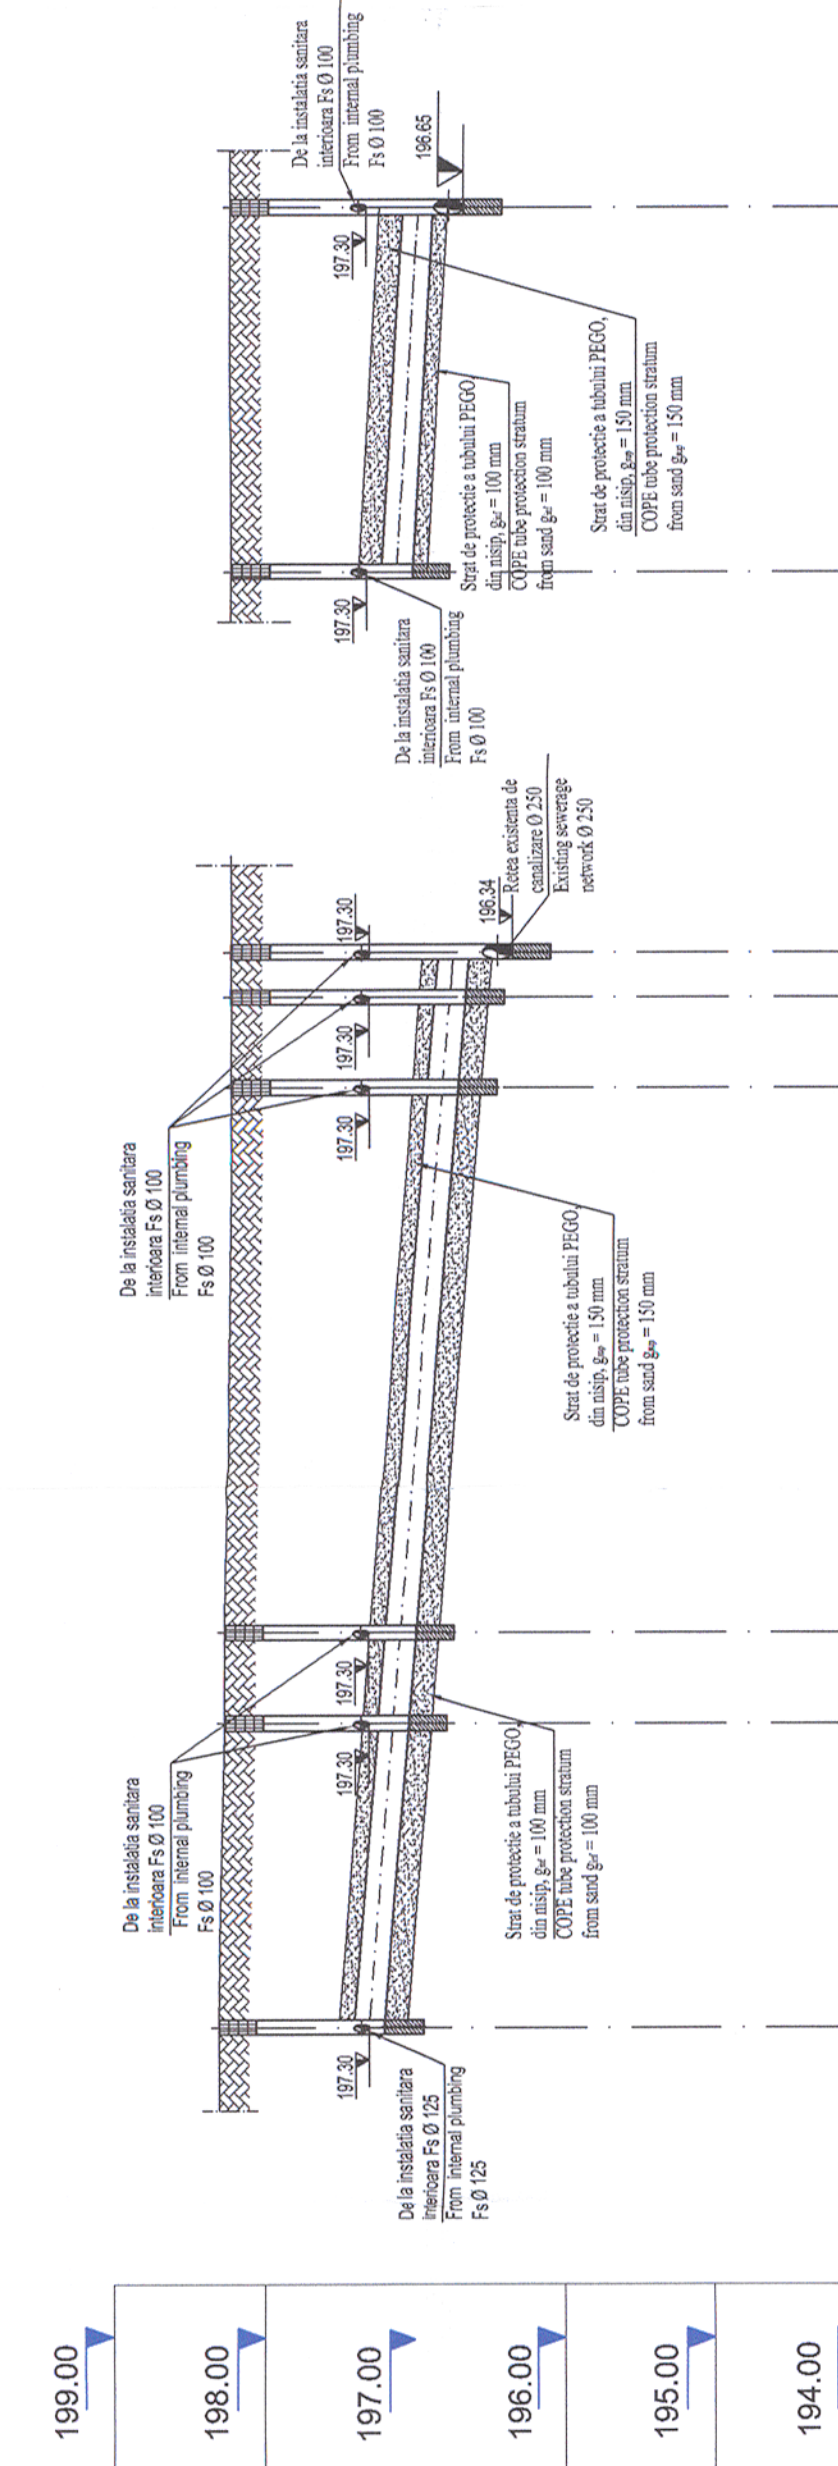 199.00
198.00
197.00
196.00
195.00
194.00
De la instalatia sanitara
interioara Fs Ø 125
From internal plumbing
Fs Ø 125
197.30
De la instalatia sanitara
interioara Fs Ø 100
From internal plumbing
Fs Ø 100
197.30
197.30
Strat de protectie a tubului PEGO,
din nisip, = 100 mm
COPE tube protection stratum
from sand = 100 mm
De la instalatia sanitara
interioara Fs Ø 100
From internal plumbing
Fs Ø 100
197.30
197.30
197.30
Strat de protectie a tubului PEGO,
din nisip, = 150 mm
COPE tube protection stratum
from sand = 150 mm
196.34
Retea existenta de
canalizare Ø 250
Existing sewerage
network Ø 250
De la instalatia sanitara
interioara Fs Ø 100
From internal plumbing
Fs Ø 100
197.30
Strat de protectie a tubului PEGO,
din nisip, = 100 mm
COPE tube protection stratum
from sand = 100 mm
197.30
Strat de protectie a tubului PEGO,
din nisip, = 150 mm
COPE tube protection stratum
from sand = 150 mm
De la instalatia sanitara
interioara Fs Ø 100
From internal plumbing
Fs Ø 100
196.65